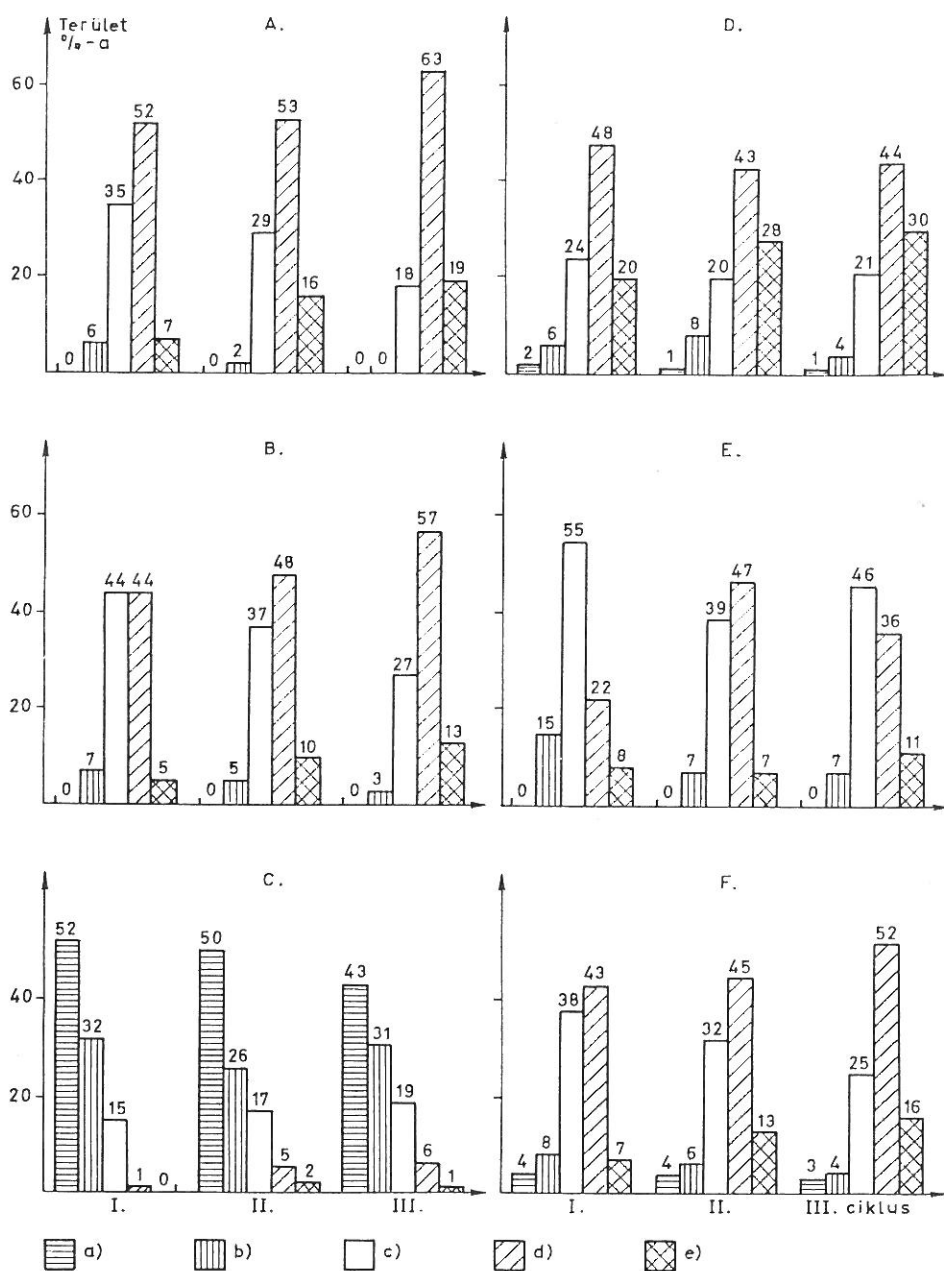 Terület
%-a
A.
60
40
20
0 6 35 52 7
0 2 29 53 16
0 0 18 63 19
D.
2 6 24 48 20
1 8 20 43 28
1 4 21 44 30
B.
60
40
20
0 7 44 44 5
0 5 37 48 10
0 3 27 57 13
E.
0 15 55 22 8
0 7 39 47 7
0 7 46 36 11
C.
40
20
52 32 15 1 0
50 26 17 5 2
43 31 19 6 1
I. II. III.
F.
4 8 38 43 7
4 6 32 45 13
3 4 25 52 16
I. II. III. ciklus
a) b) c) d) e)